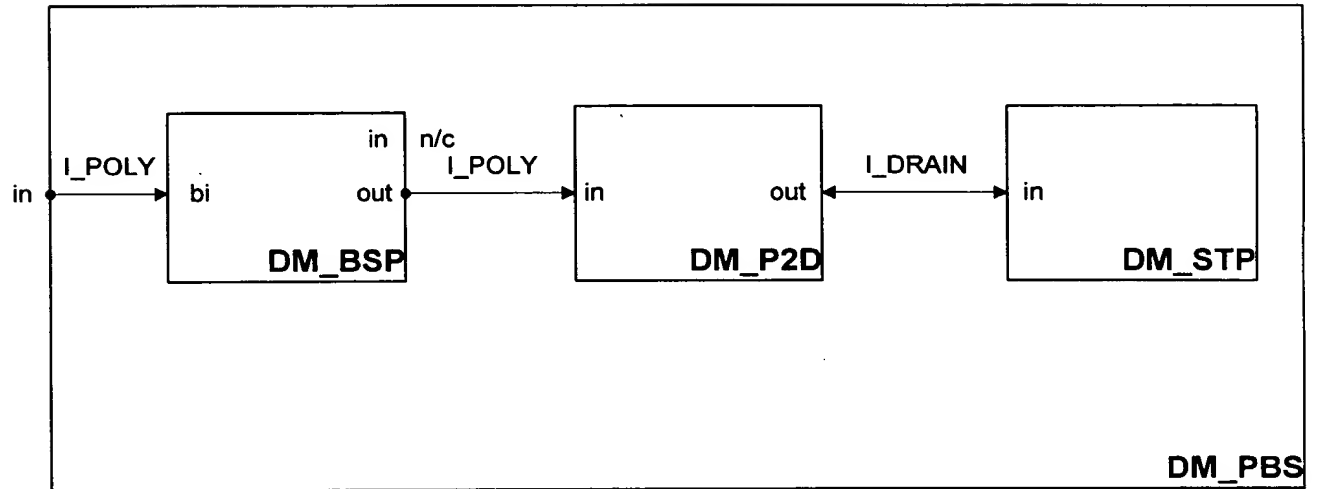 in n/c
I_POLY I_POLY I_DRAIN
in bi out in out in
DM_BSP DM_P2D DM_STP
DM_PBS